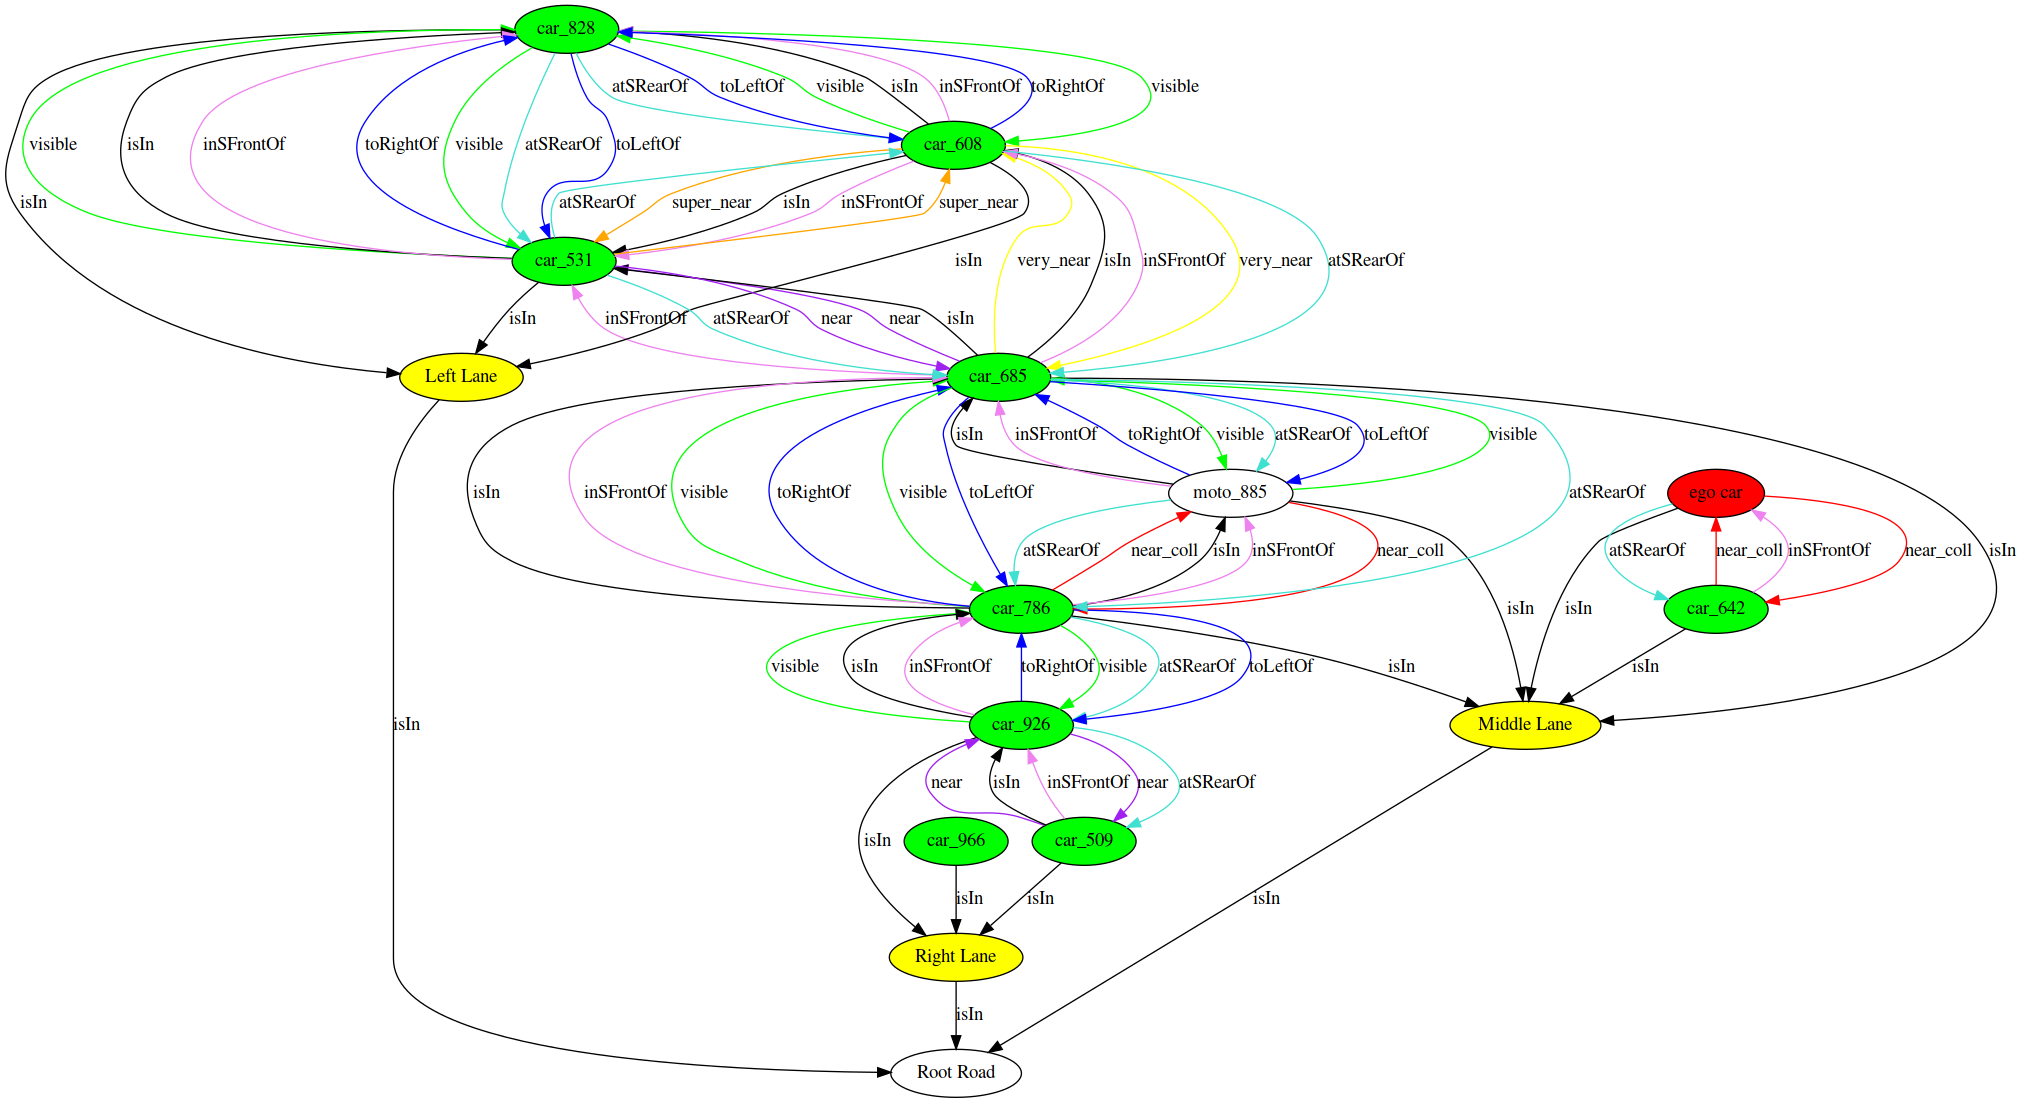 car_828
atSRearOf
toLeftOf
visible
isIn
inSFrontOf
toRightOf
visible
visible
isIn
inSFrontOf
toRightOf
visible
atSRearOf
toLeftOf
car_608
isIn
atSRearOf
super_near
isIn
inSFrontOf
super_near
car_531
isIn
very_near
isIn
inSFrontOf
very_near
atSRearOf
isIn
inSFrontOf
atSRearOf
near
near
isIn
Left Lane
car_685
isIn
inSFrontOf
toRightOf
visible
atSRearOf
toLeftOf
visible
isIn
inSFrontOf
visible
toRightOf
visible
toLeftOf
moto_885
atSRearOf
ego car
atSRearOf
near_coll
isIn
inSFrontOf
near_coll
isIn
atSRearOf
near_coll
inSFrontOf
near_coll
isIn
car_786
isIn
car_642
visible
isIn
inSFrontOf
toRightOf
visible
atSRearOf
toLeftOf
isIn
isIn
isIn
car_926
Middle Lane
near
isIn
inSFrontOf
near
atSRearOf
isIn
car_966
car_509
isIn
isIn
isIn
Right Lane
isIn
Root Road